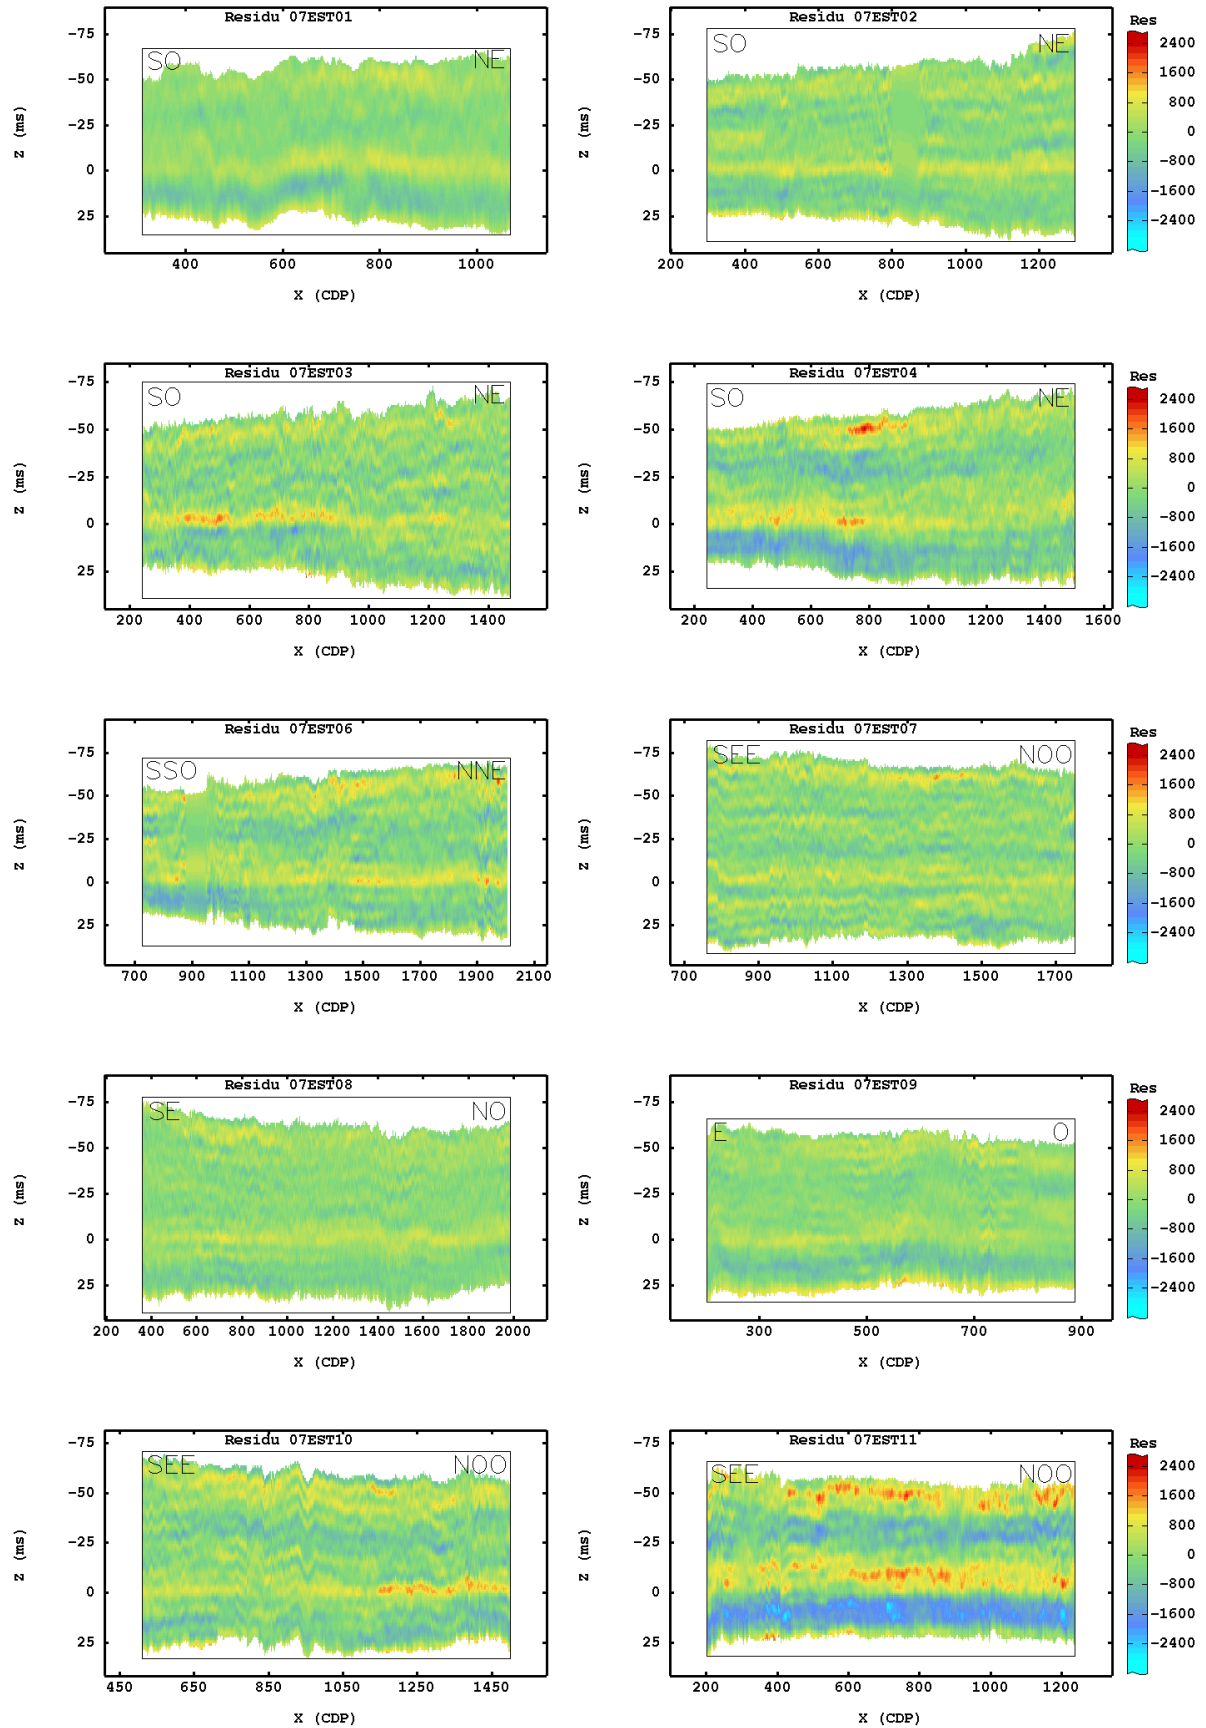 Residu 07EST01
SO NE
Z (ms)
-75
-50
-25
0
25
400 600 800 1000
X (CDP)
Residu 07EST02
SO NE
Z (ms)
-75
-50
-25
0
25
200 400 600 800 1000 1200
X (CDP)
Res
2400
1600
800
0
-800
-1600
-2400
Residu 07EST03
SO NE
Z (ms)
-75
-50
-25
0
25
200 400 600 800 1000 1200 1400
X (CDP)
Residu 07EST04
SO NE
Z (ms)
-75
-50
-25
0
25
200 400 600 800 1000 1200 1400 1600
X (CDP)
Res
2400
1600
800
0
-800
-1600
-2400
Residu 07EST06
SSO NNE
Z (ms)
-75
-50
-25
0
25
700 900 1100 1300 1500 1700 1900 2100
X (CDP)
Residu 07EST07
SEE NOO
Z (ms)
-75
-50
-25
0
25
700 900 1100 1300 1500 1700
X (CDP)
Res
2400
1600
800
0
-800
-1600
-2400
Residu 07EST08
SE NO
Z (ms)
-75
-50
-25
0
25
200 400 600 800 1000 1200 1400 1600 1800 2000
X (CDP)
Residu 07EST09
E O
Z (ms)
-75
-50
-25
0
25
300 500 700 900
X (CDP)
Res
2400
1600
800
0
-800
-1600
-2400
Residu 07EST10
SEE NOO
Z (ms)
-75
-50
-25
0
25
450 650 850 1050 1250 1450
X (CDP)
Residu 07EST11
SEE NOO
Z (ms)
-75
-50
-25
0
25
200 400 600 800 1000 1200
X (CDP)
Res
2400
1600
800
0
-800
-1600
-2400